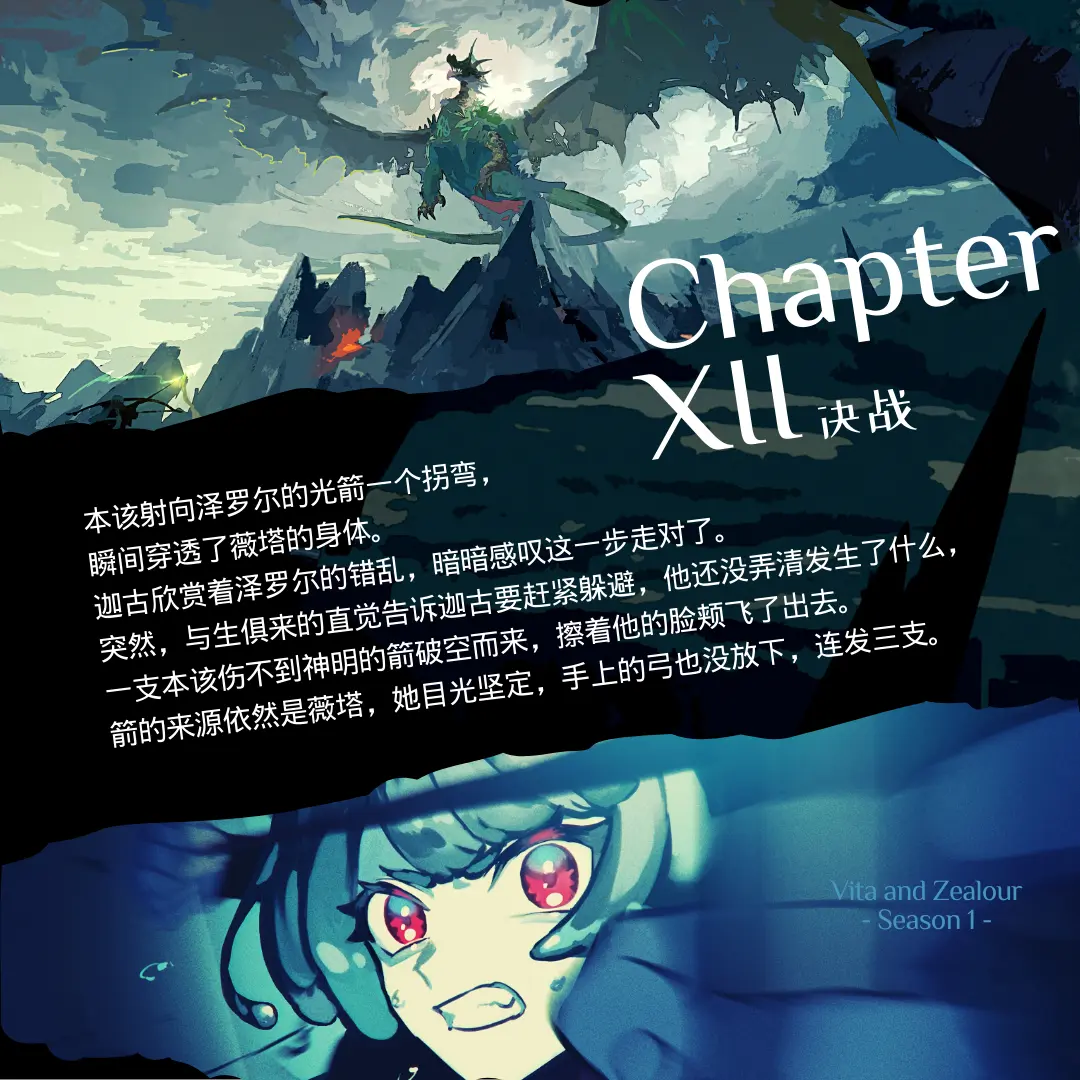 Chapter
XII 决战
本该射向泽罗尔的光箭一个拐弯，
瞬间穿透了薇塔的身体。
迦古欣赏着泽罗尔的错乱，暗暗感叹这一步走对了。
突然，与生俱来的直觉告诉迦古要赶紧躲避，他还没弄清发生了什么，
一支本该伤不到神明的箭破空而来，擦着他的脸颊飞了出去。
箭的来源依然是薇塔，她目光坚定，手上的弓也没放下，连发三支。
Vita and Zealour
- Season 1 -